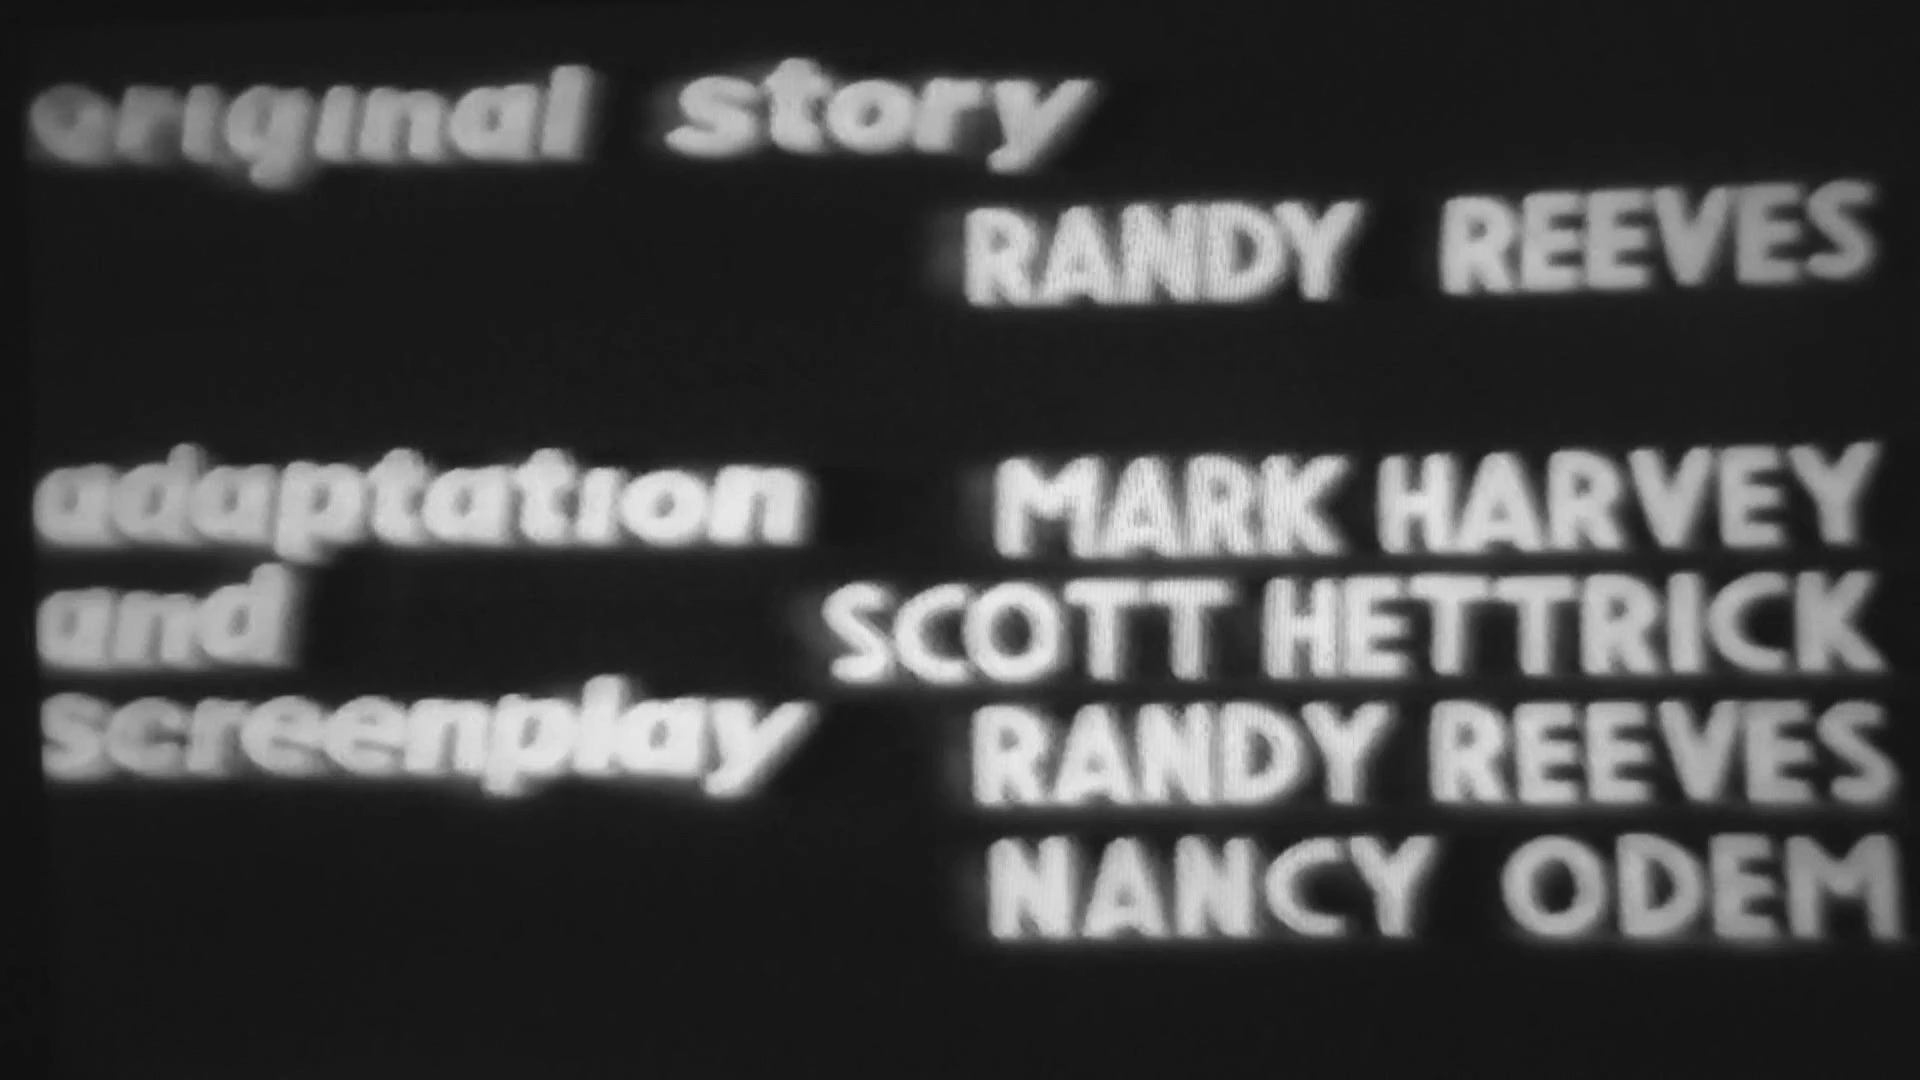 original story
RANDY REEVES
adaptation MARK HARVEY
and SCOTT HETTRICK
screenplay RANDY REEVES
NANCY ODEM